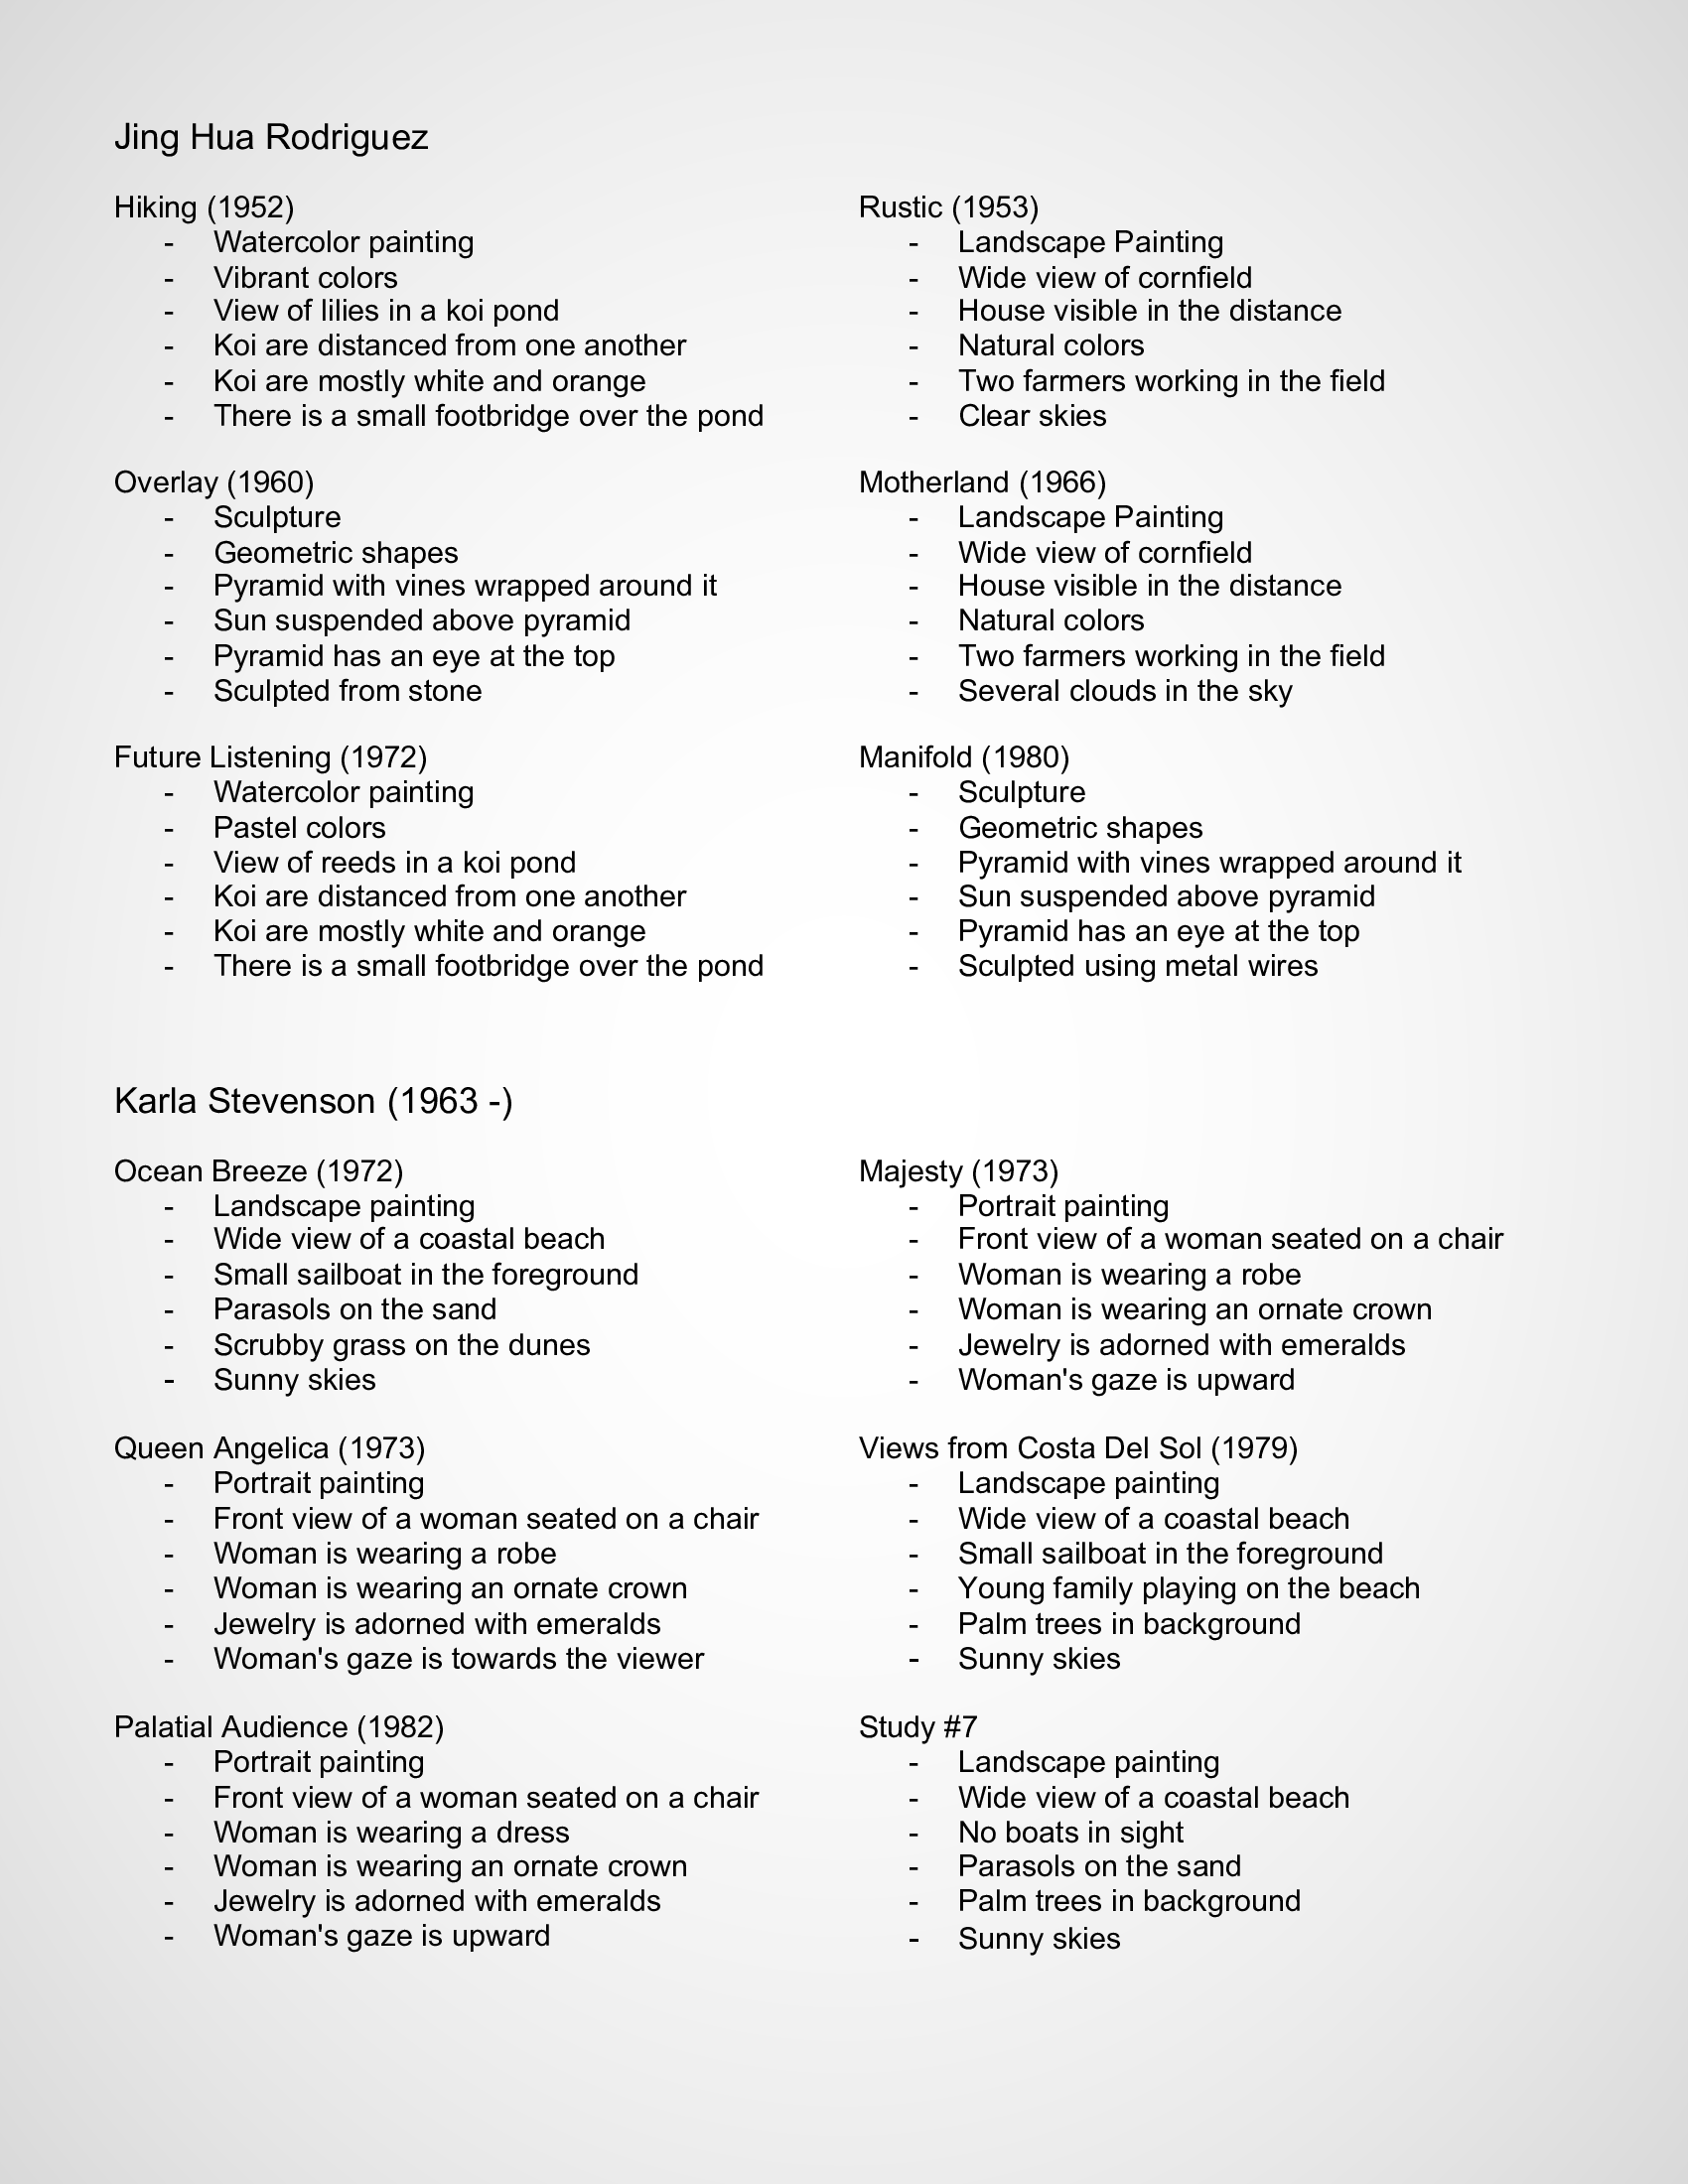 Jing Hua Rodriguez
Hiking (1952)
- Watercolor painting
- Vibrant colors
- View of lilies in a koi pond
- Koi are distanced from one another
- Koi are mostly white and orange
- There is a small footbridge over the pond
Rustic (1953)
- Landscape Painting
- Wide view of cornfield
- House visible in the distance
- Natural colors
- Two farmers working in the field
- Clear skies
Overlay (1960)
- Sculpture
- Geometric shapes
- Pyramid with vines wrapped around it
- Sun suspended above pyramid
- Pyramid has an eye at the top
- Sculpted from stone
Motherland (1966)
- Landscape Painting
- Wide view of cornfield
- House visible in the distance
- Natural colors
- Two farmers working in the field
- Several clouds in the sky
Future Listening (1972)
- Watercolor painting
- Pastel colors
- View of reeds in a koi pond
- Koi are distanced from one another
- Koi are mostly white and orange
- There is a small footbridge over the pond
Manifold (1980)
- Sculpture
- Geometric shapes
- Pyramid with vines wrapped around it
- Sun suspended above pyramid
- Pyramid has an eye at the top
- Sculpted using metal wires
Karla Stevenson (1963 -)
Ocean Breeze (1972)
- Landscape painting
- Wide view of a coastal beach
- Small sailboat in the foreground
- Parasols on the sand
- Scrubby grass on the dunes
- Sunny skies
Majesty (1973)
- Portrait painting
- Front view of a woman seated on a chair
- Woman is wearing a robe
- Woman is wearing an ornate crown
- Jewelry is adorned with emeralds
- Woman's gaze is upward
Queen Angelica (1973)
- Portrait painting
- Front view of a woman seated on a chair
- Woman is wearing a robe
- Woman is wearing an ornate crown
- Jewelry is adorned with emeralds
- Woman's gaze is towards the viewer
Views from Costa Del Sol (1979)
- Landscape painting
- Wide view of a coastal beach
- Small sailboat in the foreground
- Young family playing on the beach
- Palm trees in background
- Sunny skies
Palatial Audience (1982)
- Portrait painting
- Front view of a woman seated on a chair
- Woman is wearing a dress
- Woman is wearing an ornate crown
- Jewelry is adorned with emeralds
- Woman's gaze is upward
Study #7
- Landscape painting
- Wide view of a coastal beach
- No boats in sight
- Parasols on the sand
- Palm trees in background
- Sunny skies